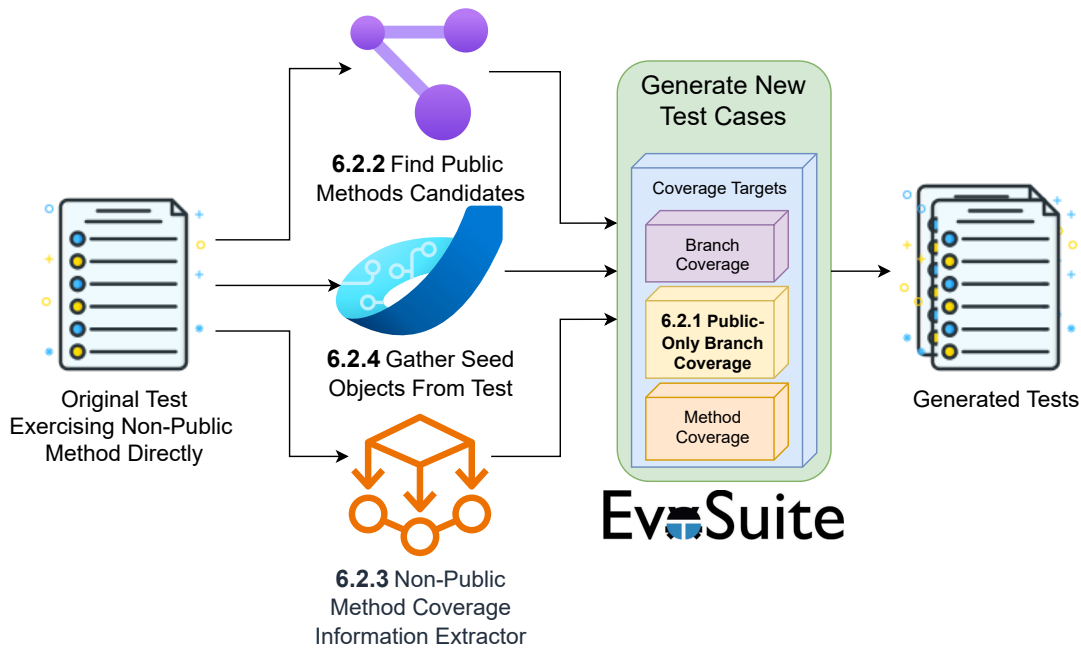 Original Test
Exercising Non-Public
Method Directly
6.2.2 Find Public
Methods Candidates
6.2.4 Gather Seed
Objects From Test
6.2.3 Non-Public
Method Coverage
Information Extractor
Generate New
Test Cases
Coverage Targets
Branch
Coverage
6.2.1 Public-
Only Branch
Coverage
Method
Coverage
EvoSuite
Generated Tests